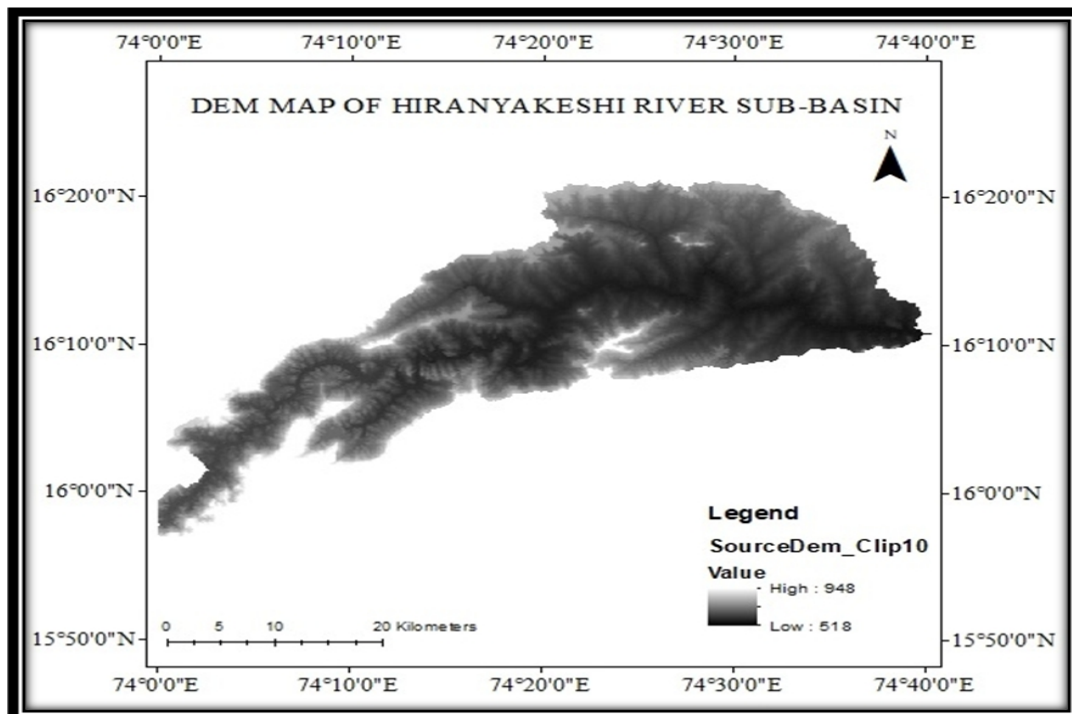 74°0'0"E 74°10'0"E 74°20'0"E 74°30'0"E 74°40'0"E
DEM MAP OF HIRANYAKESHI RIVER SUB-BASIN
N
16°20'0"N 16°20'0"N
16°10'0"N 16°10'0"N
16°0'0"N 16°0'0"N
Legend
SourceDem_Clip10
Value
High : 948
Low : 518
0 5 10 20 Kilometers
15°50'0"N 15°50'0"N
74°0'0"E 74°10'0"E 74°20'0"E 74°30'0"E 74°40'0"E